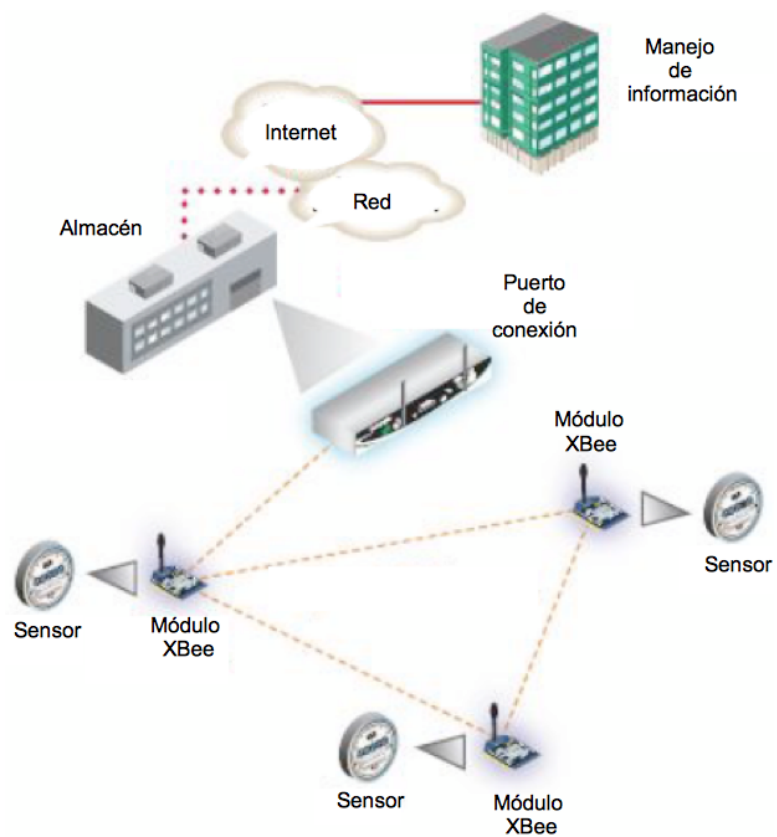 Manejo
de
información
Internet
Red
Almacén
Puerto
de
conexión
Módulo
XBee
Sensor
Sensor
Módulo
XBee
Sensor
Módulo
XBee